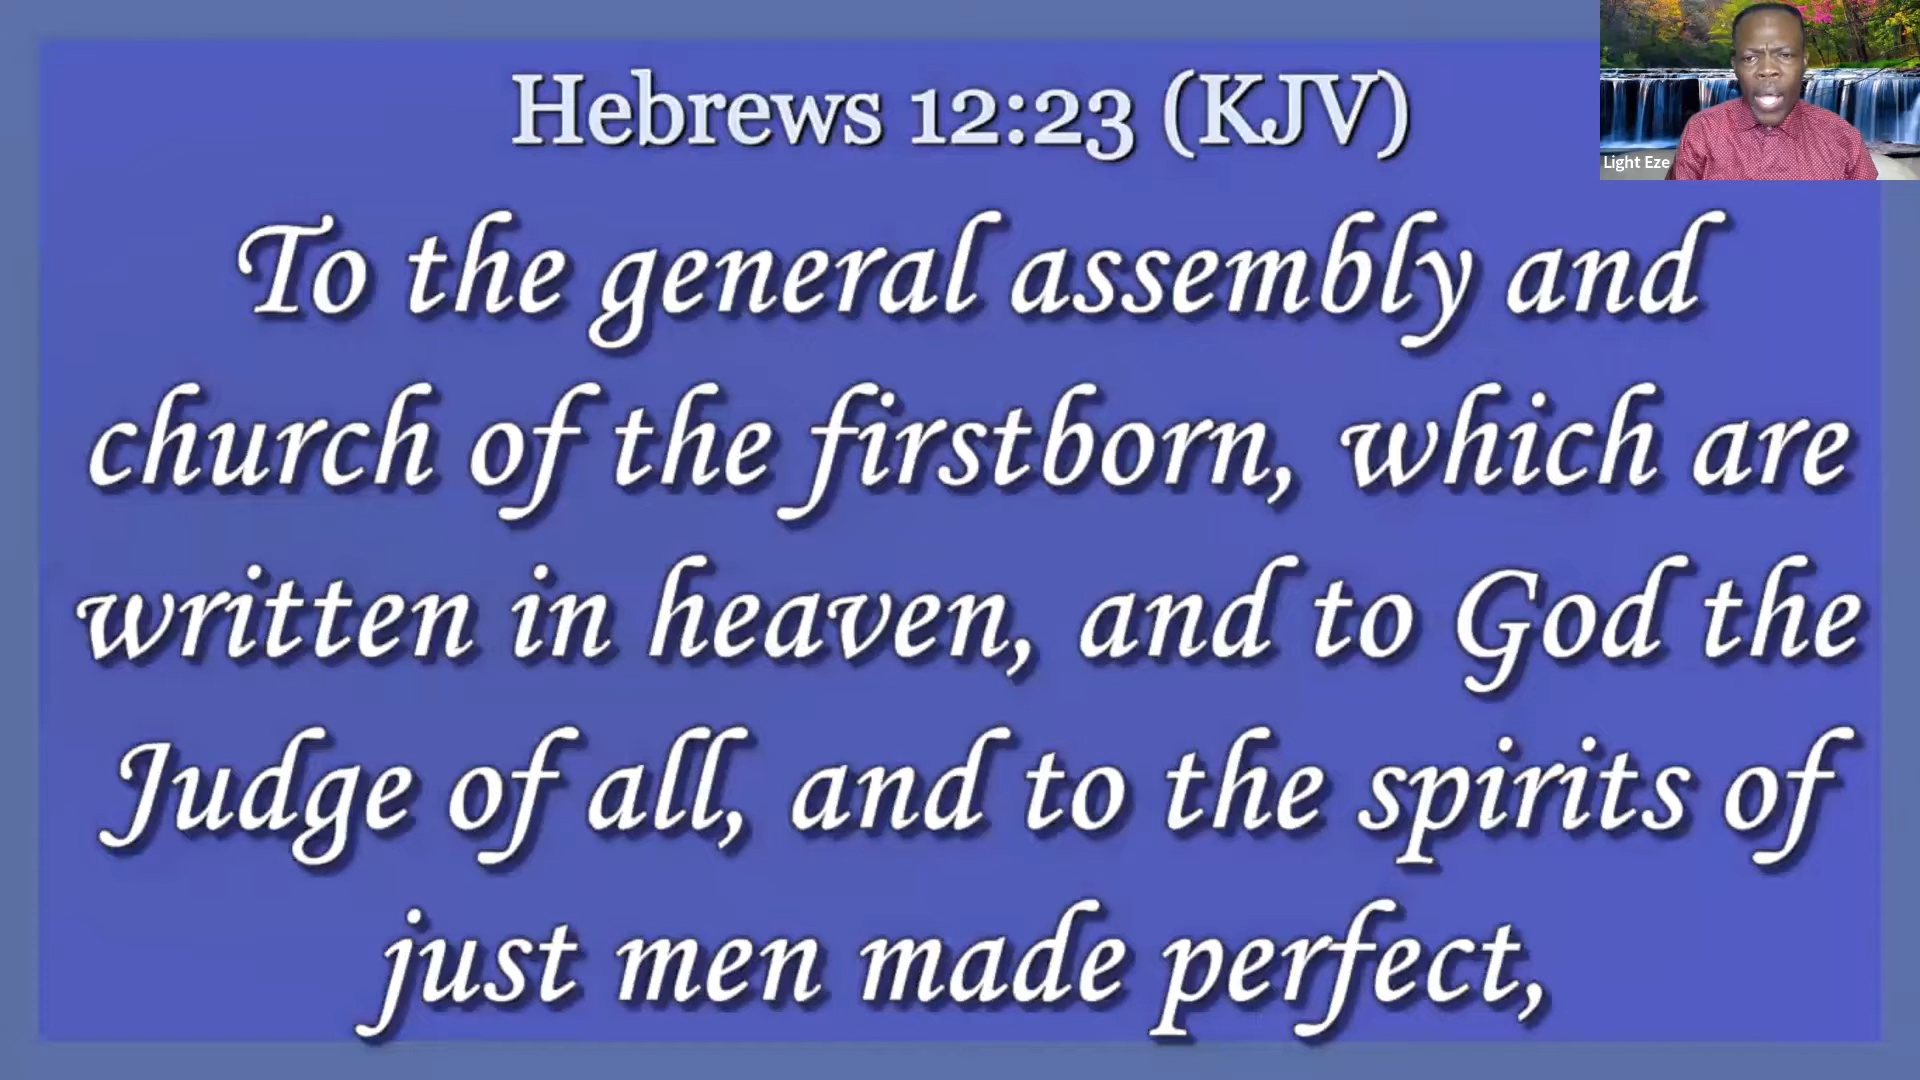 Hebrews 12:23 (KJV)
To the general assembly and
church of the firstborn, which are
written in heaven, and to God the
Judge of all, and to the spirits of
just men made perfect,
Light Eze